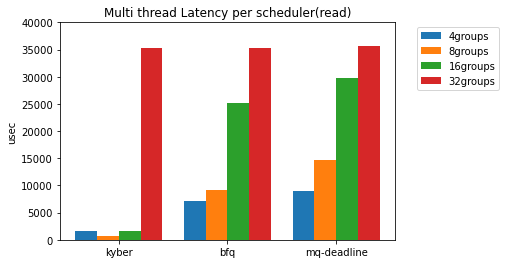 Multi thread Latency per scheduler(read)
40000
35000
30000
25000
20000
15000
10000
5000
0
usec
kyber
bfq
mq-deadline
4groups
8groups
16groups
32groups